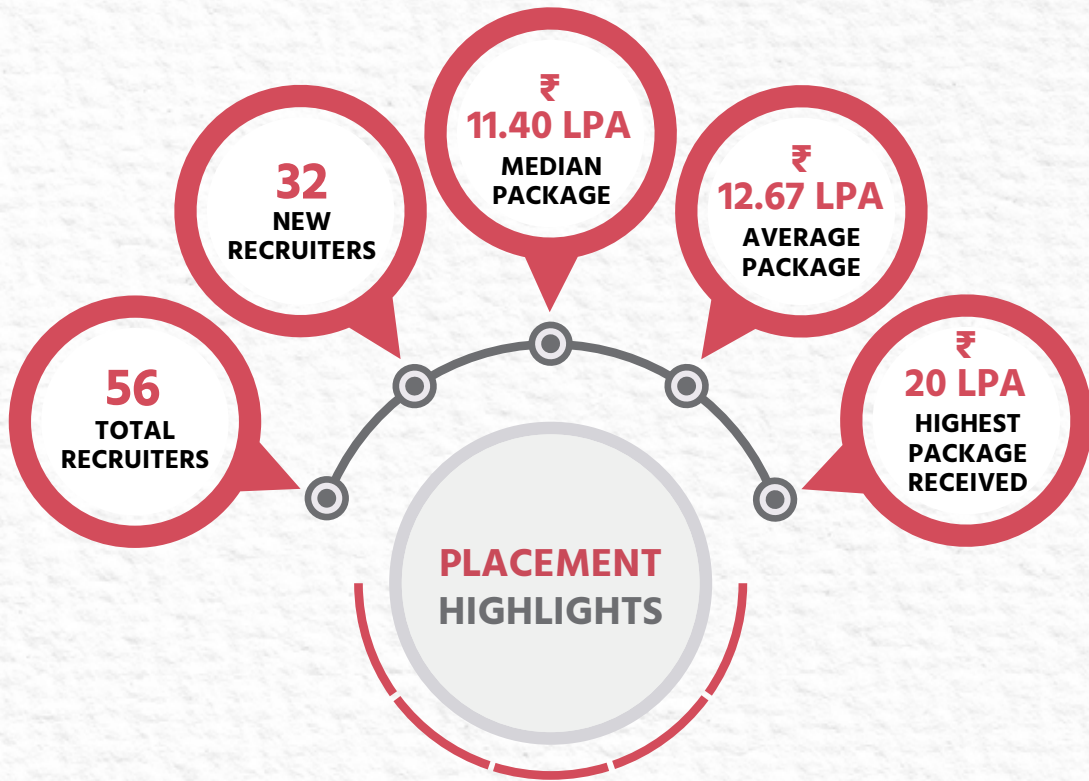 56
TOTAL
RECRUITERS
32
NEW
RECRUITERS
₹
11.40 LPA
MEDIAN
PACKAGE
₹
12.67 LPA
AVERAGE
PACKAGE
₹
20 LPA
HIGHEST
PACKAGE
RECEIVED
PLACEMENT
HIGHLIGHTS